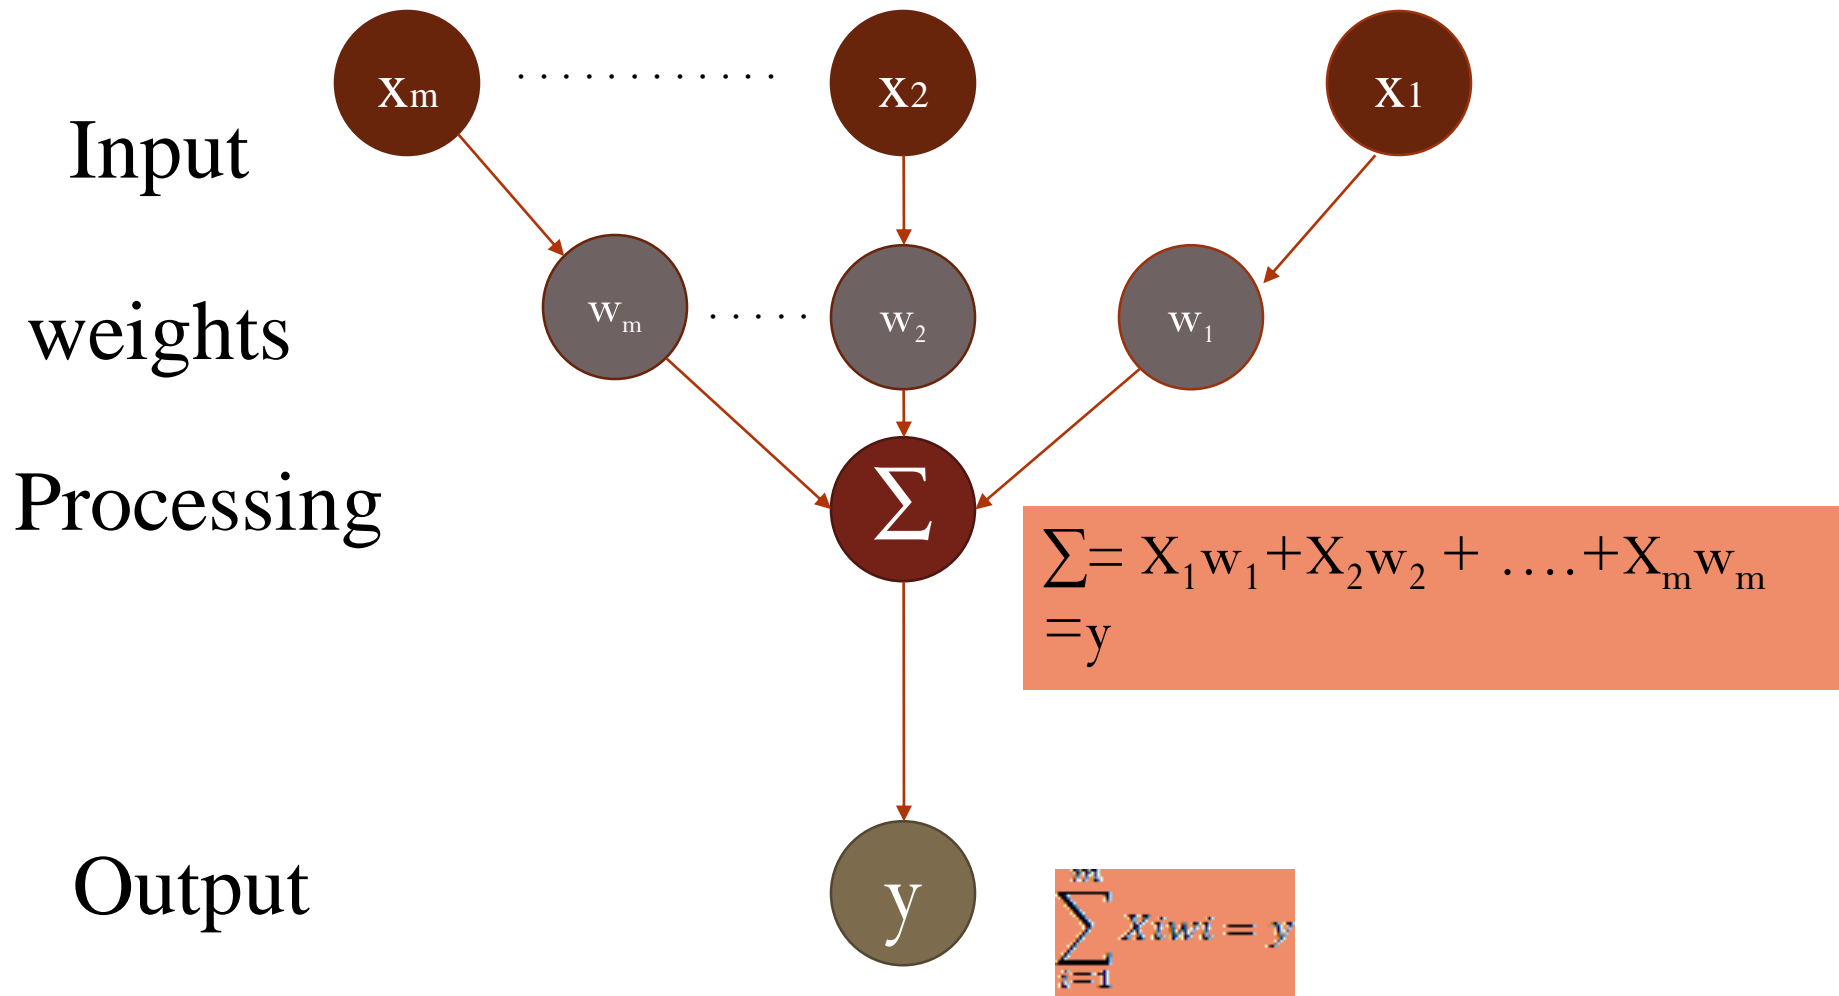 xm ............ x2 x1
Input
wm ..... w2 w1
weights
Processing
∑
∑= X1w1+X2w2 + ....+Xmwm
=y
Output
y
m
∑ Xiwi = y
i=1